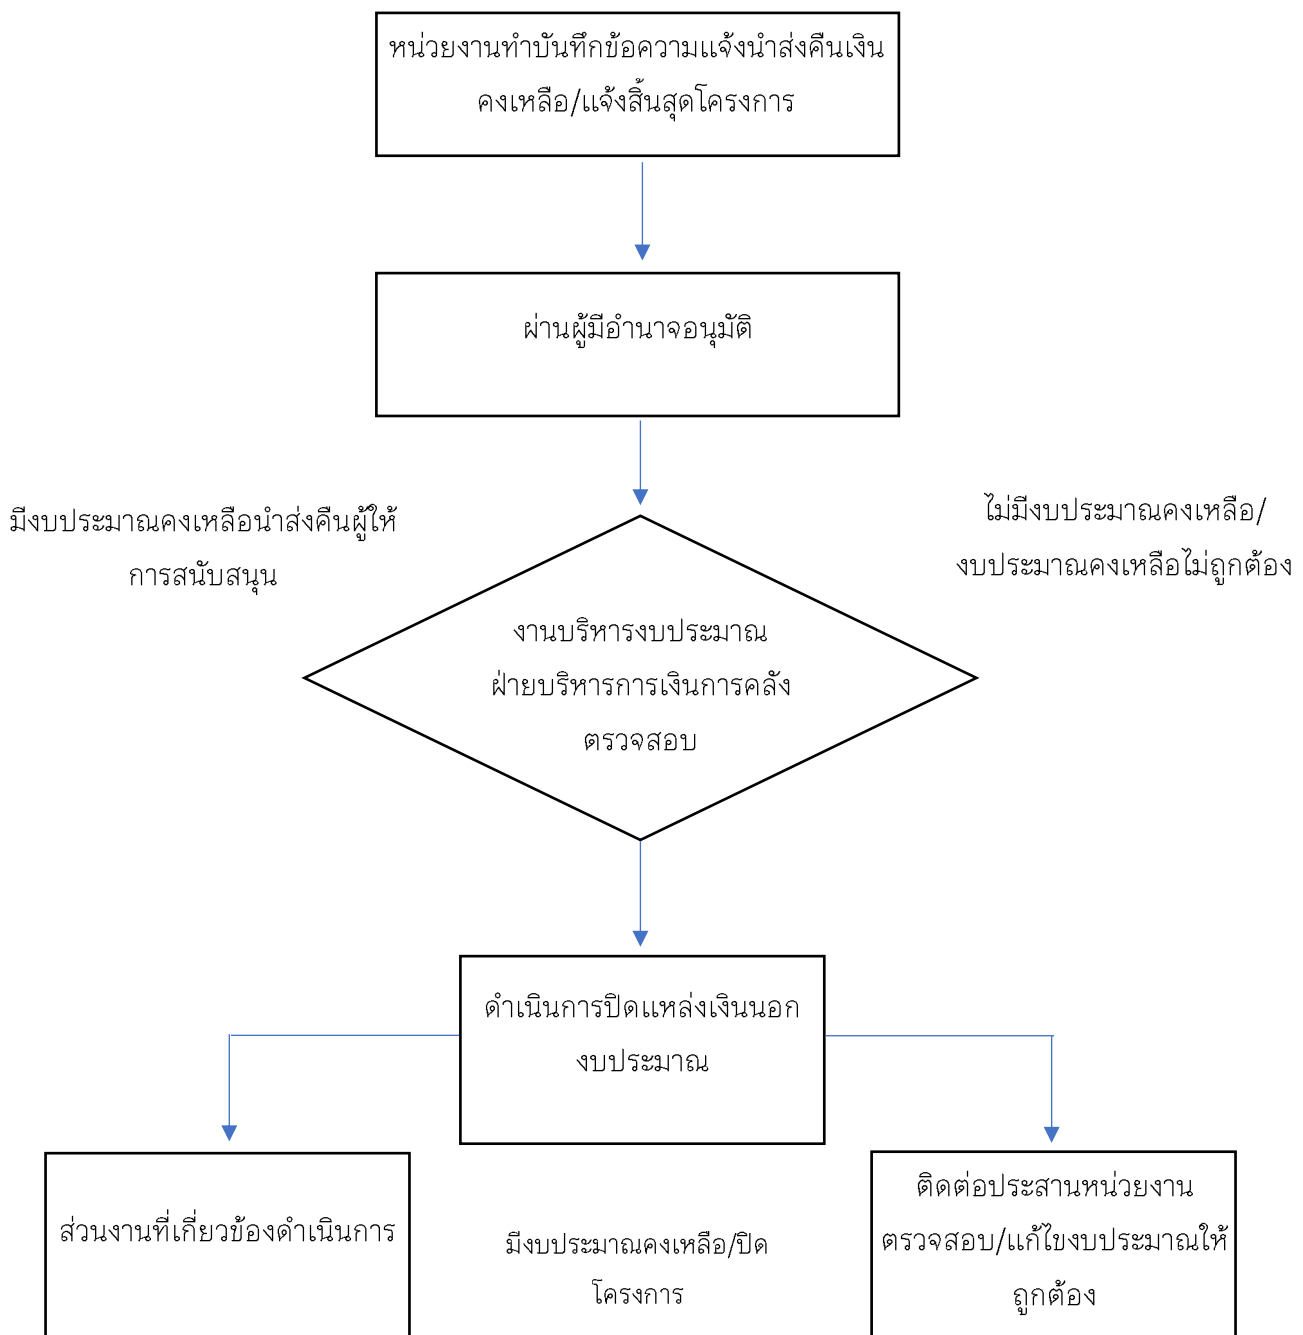 หน่วยงานทำบันทึกข้อความแจ้งนำส่งคืนเงิน
คงเหลือ/แจ้งสิ้นสุดโครงการ
ผ่านผู้มีอำนาจอนุมัติ
มีงบประมาณคงเหลือนำส่งคืนผู้ให้
การสนับสนุน
ไม่มีงบประมาณคงเหลือ/
งบประมาณคงเหลือไม่ถูกต้อง
งานบริหารงบประมาณ
ฝ่ายบริหารการเงินการคลัง
ตรวจสอบ
ดำเนินการปิดแหล่งเงินนอก
งบประมาณ
ส่วนงานที่เกี่ยวข้องดำเนินการ
มีงบประมาณคงเหลือ/ปิด
โครงการ
ติดต่อประสานหน่วยงาน
ตรวจสอบ/แก้ไขงบประมาณให้
ถูกต้อง